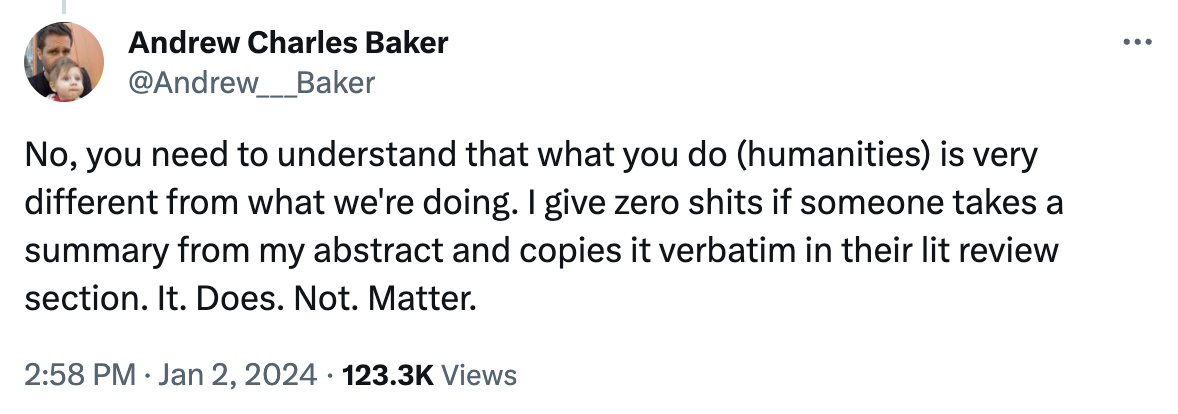 Andrew Charles Baker
@Andrew___Baker
No, you need to understand that what you do (humanities) is very
different from what we're doing. I give zero shits if someone takes a
summary from my abstract and copies it verbatim in their lit review
section. It. Does. Not. Matter.
2:58 PM · Jan 2, 2024 · 123.3K Views